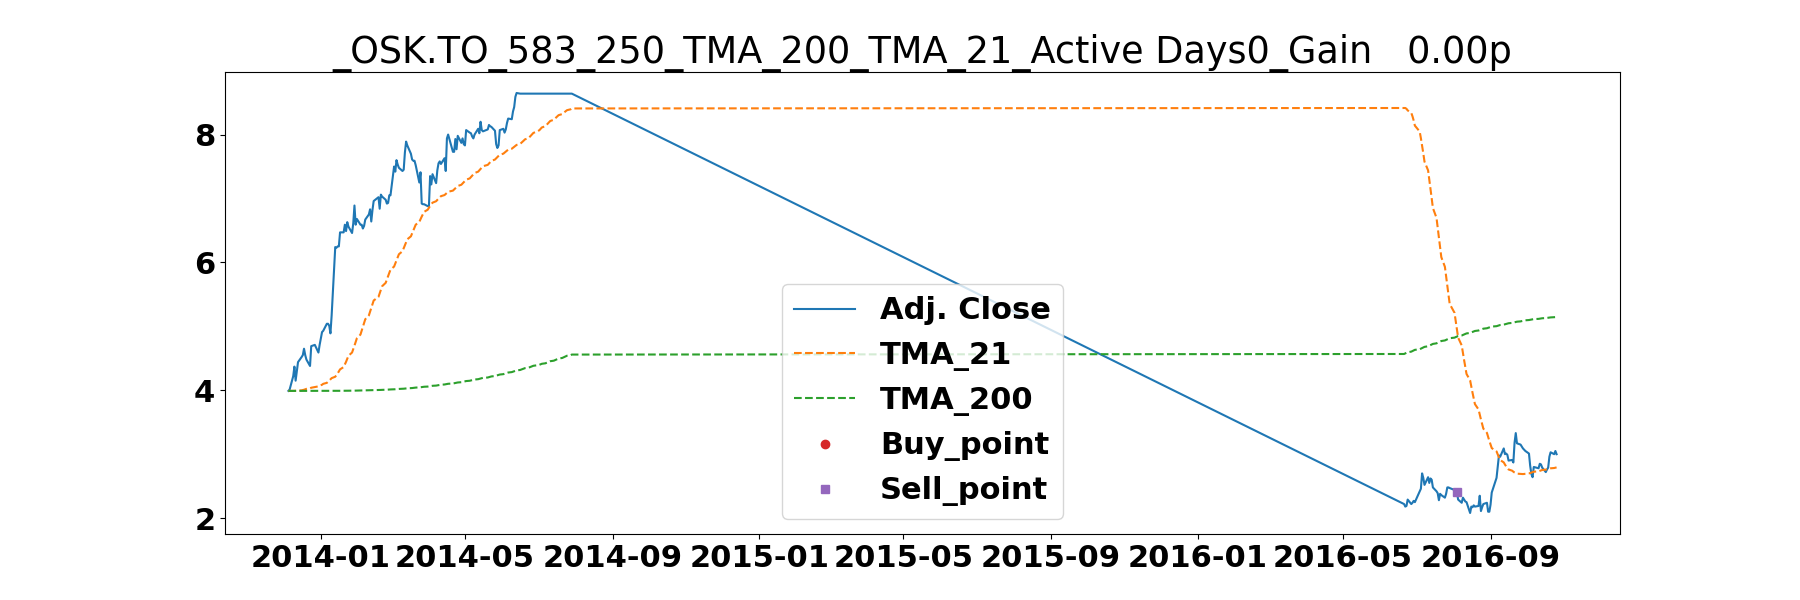 _OSK.TO_583_250_TMA_200_TMA_21_Active Days0_Gain   0.00p
8
6
4
2
Adj. Close
TMA_21
TMA_200
Buy_point
Sell_point
2014-01 2014-05 2014-09 2015-01 2015-05 2015-09 2016-01 2016-05 2016-09